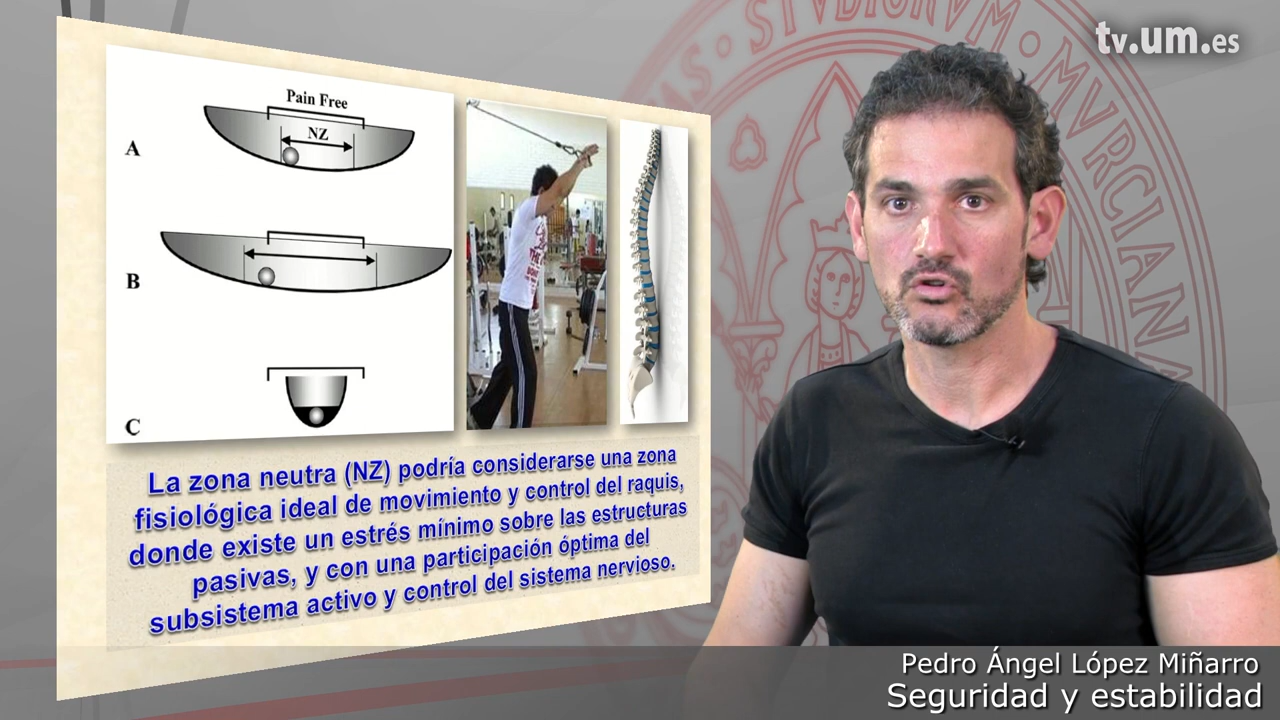 tv.um.es
STVDIORVM
MVRCIANA
Pain Free
NZ
A
B
C
La zona neutra (NZ) podría considerarse una zona
fisiológica ideal de movimiento y control del raquis,
donde existe un estrés mínimo sobre las estructuras
pasivas, y con una participación óptima del
subsistema activo y control del sistema nervioso.
Pedro Ángel López Miñarro
Seguridad y estabilidad